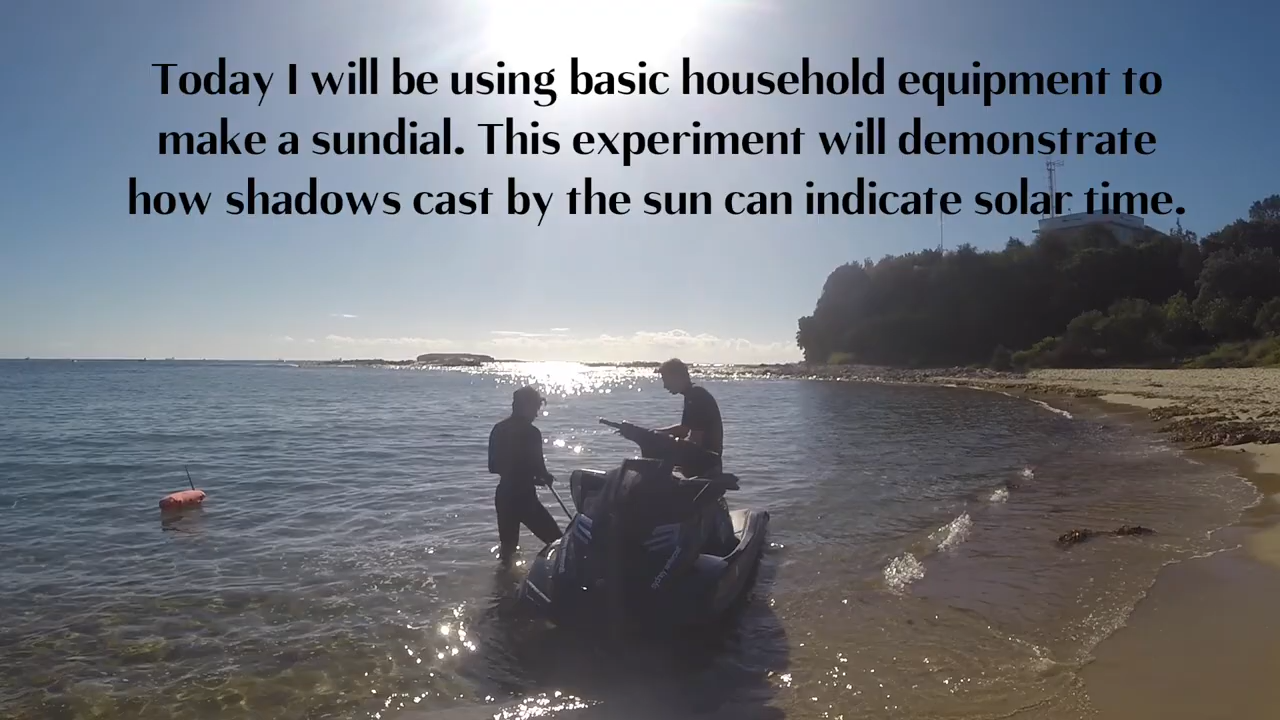 Today I will be using basic household equipment to
make a sundial. This experiment will demonstrate
how shadows cast by the sun can indicate solar time.